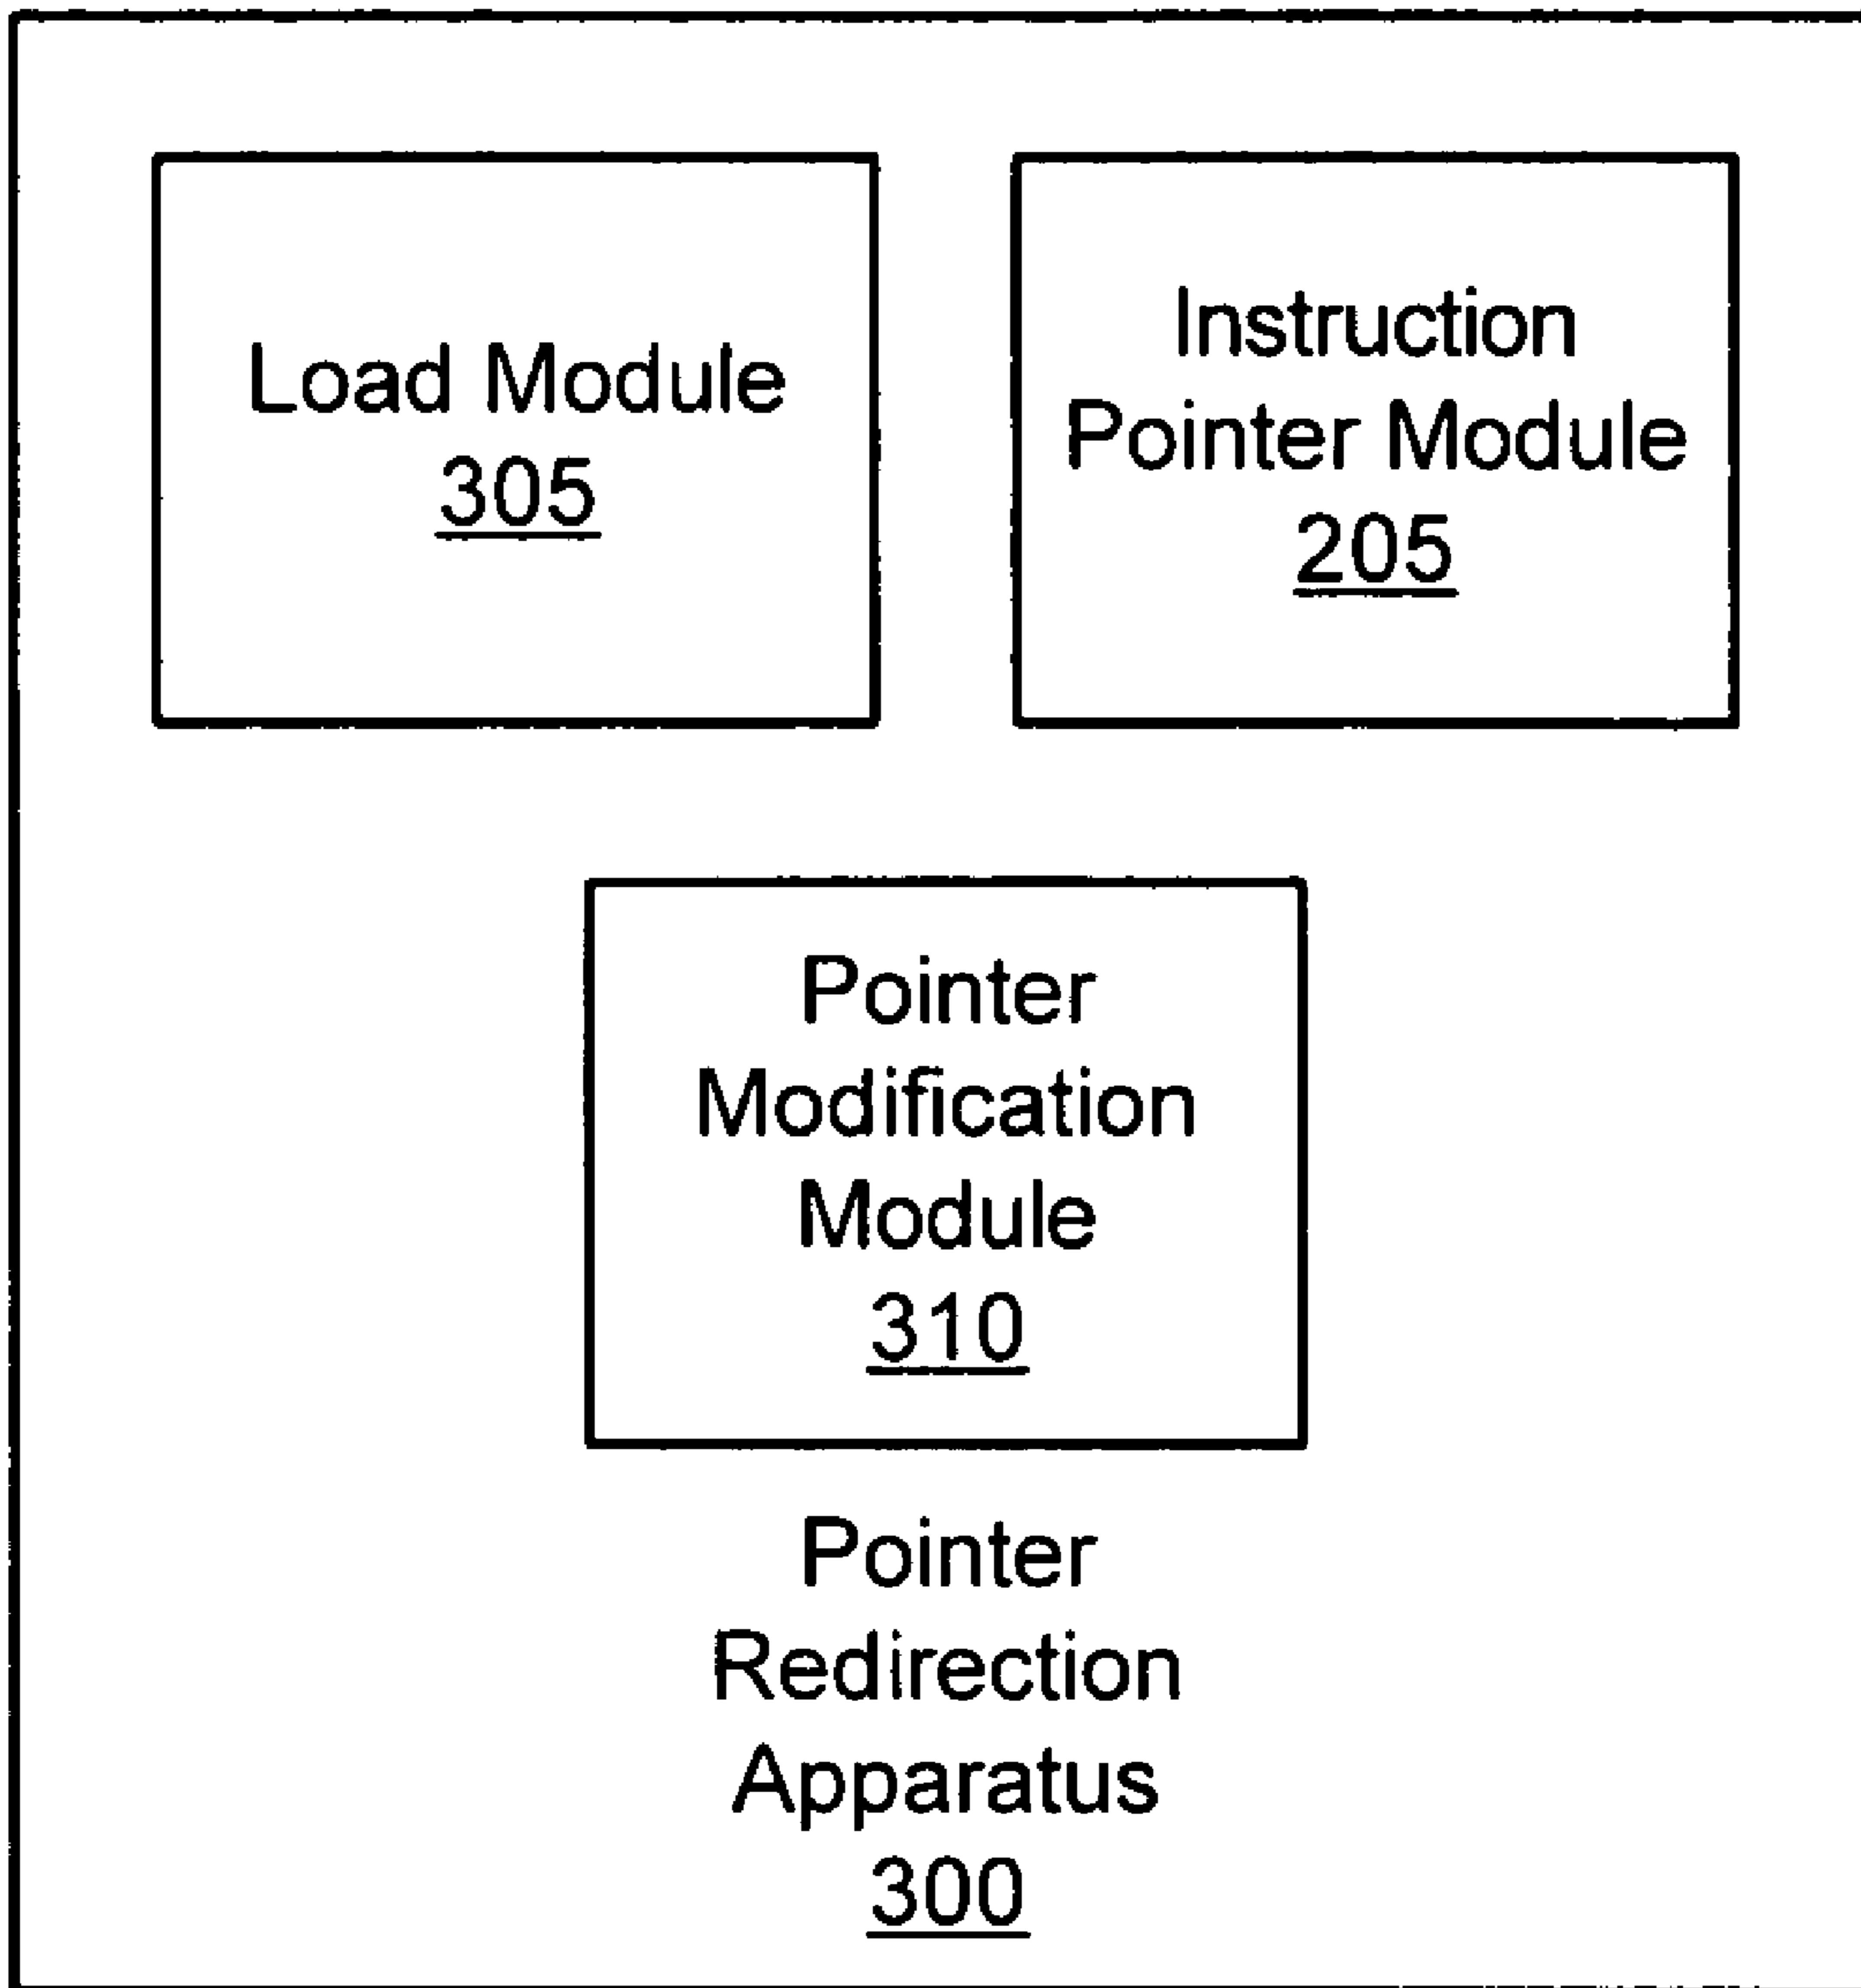 Load Module
305
Instruction
Pointer Module
205
Pointer
Modification
Module
310
Pointer
Redirection
Apparatus
300